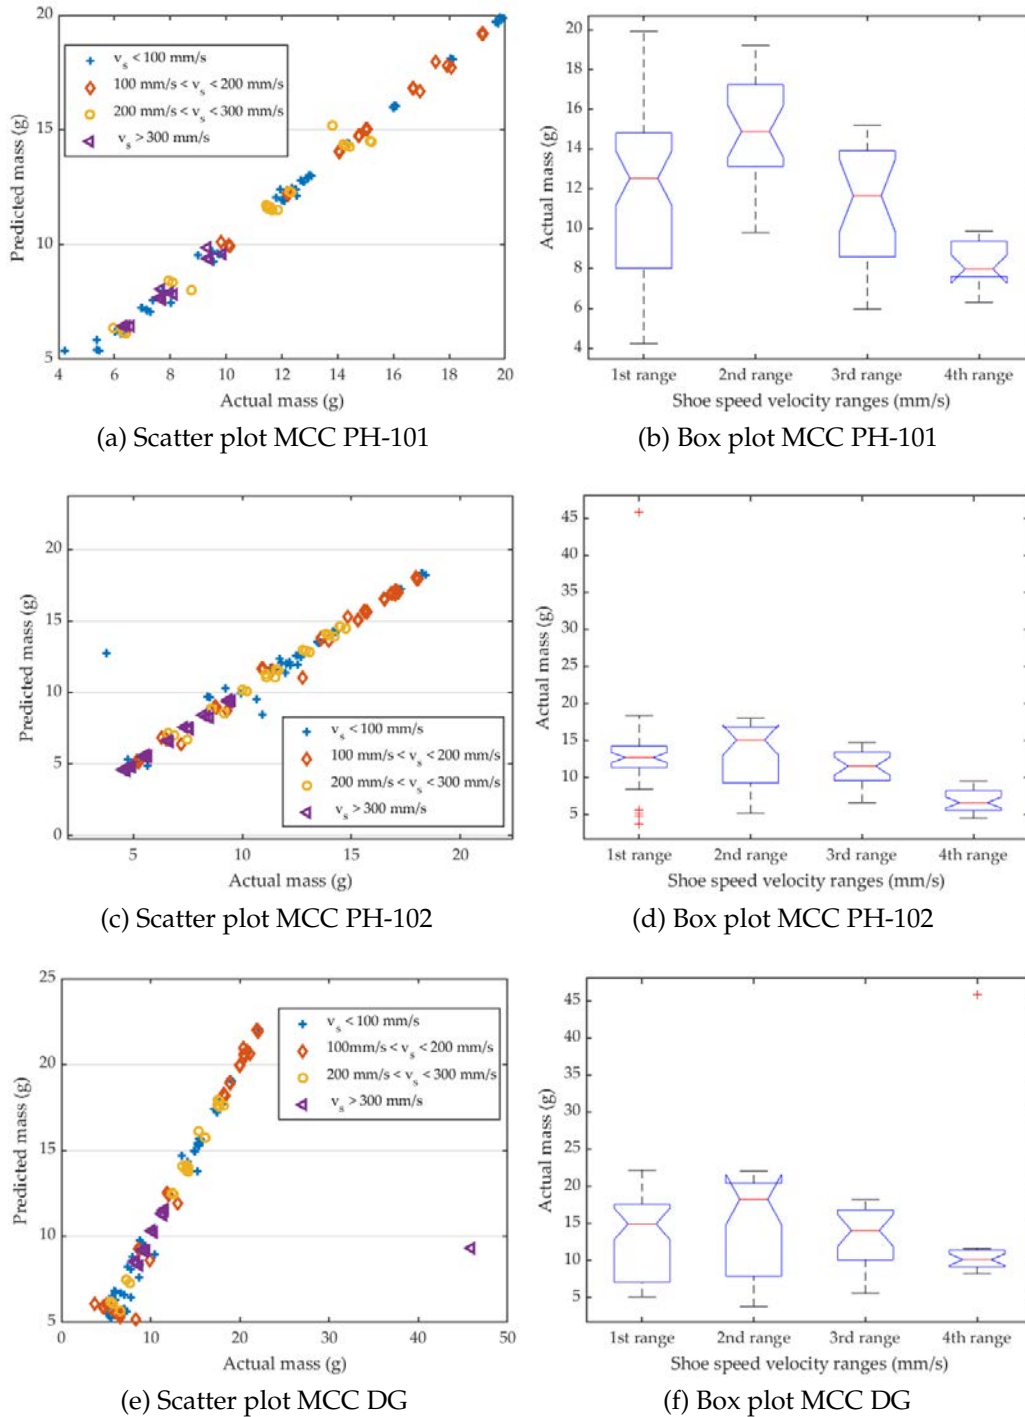 20
15
10
5
Predicted mass (g)
v_s < 100 mm/s
100 mm/s < v_s < 200 mm/s
200 mm/s < v_s < 300 mm/s
v_s > 300 mm/s
4 6 8 10 12 14 16 18 20
Actual mass (g)
(a) Scatter plot MCC PH-101
20
18
16
14
12
10
8
6
4
Actual mass (g)
1st range 2nd range 3rd range 4th range
Shoe speed velocity ranges (mm/s)
(b) Box plot MCC PH-101
20
15
10
5
0
Predicted mass (g)
v_s < 100 mm/s
100 mm/s < v_s < 200 mm/s
200 mm/s < v_s < 300 mm/s
v_s > 300 mm/s
5 10 15 20
Actual mass (g)
(c) Scatter plot MCC PH-102
45
40
35
30
25
20
15
10
5
Actual mass (g)
1st range 2nd range 3rd range 4th range
Shoe speed velocity ranges (mm/s)
(d) Box plot MCC PH-102
25
20
15
10
5
Predicted mass (g)
v_s < 100 mm/s
100mm/s < v_s < 200 mm/s
200 mm/s < v_s < 300 mm/s
v_s > 300 mm/s
0 10 20 30 40 50
Actual mass (g)
(e) Scatter plot MCC DG
45
40
35
30
25
20
15
10
5
Actual mass (g)
1st range 2nd range 3rd range 4th range
Shoe speed velocity ranges (mm/s)
(f) Box plot MCC DG